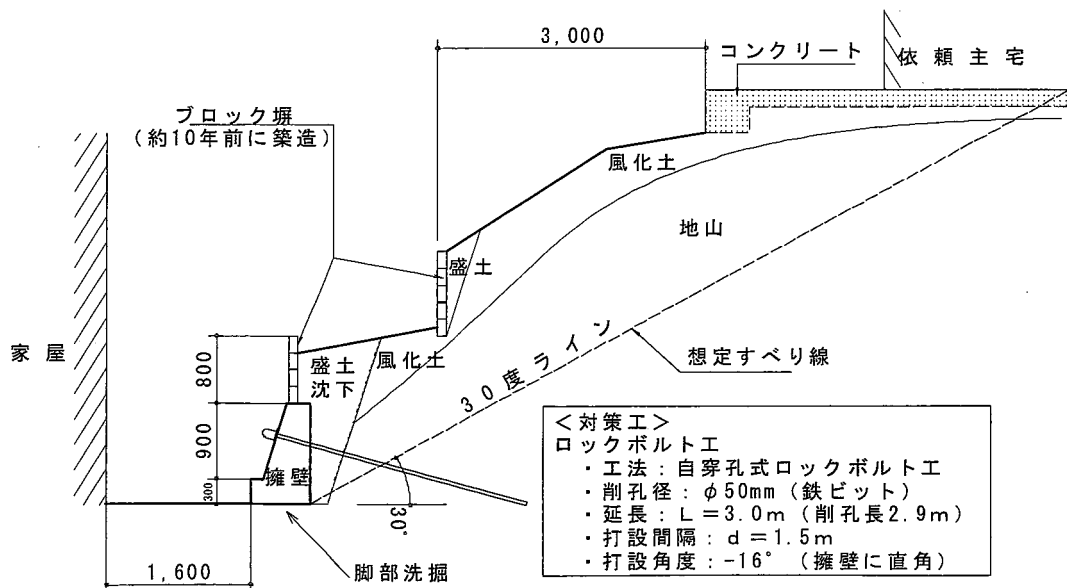 3,000
コンクリート
依頼主宅
ブロック塀
(約10年前に築造)
風化土
地山
盛土
家屋
800
盛土
沈下
風化土
30度ライン
想定すべり線
900
擁壁
300
30°
1,600
脚部洗掘
<対策工>
ロックボルト工
・工法:自穿孔式ロックボルト工
・削孔径:φ50mm(鉄ビット)
・延長:L=3.0m(削孔長2.9m)
・打設間隔:d=1.5m
・打設角度:-16°(擁壁に直角)